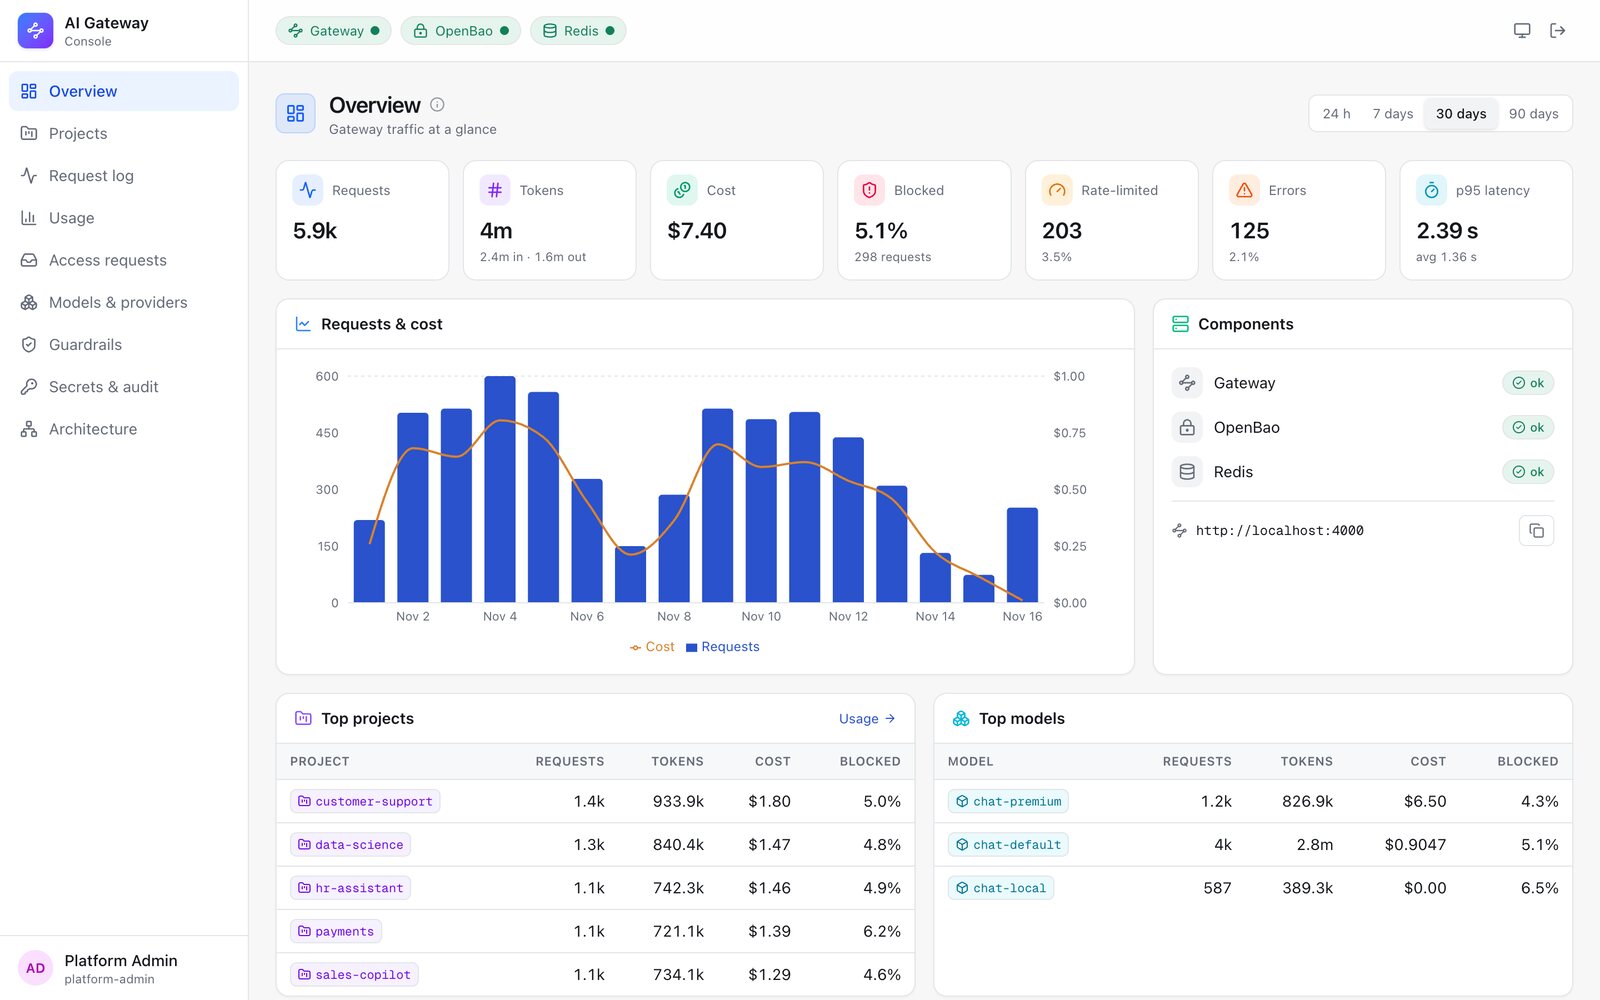 AI Gateway
Console
Gateway
OpenBao
Redis
Overview
Projects
Request log
Usage
Access requests
Models & providers
Guardrails
Secrets & audit
Architecture
AD
Platform Admin
platform-admin
Overview
Gateway traffic at a glance
24 h 7 days 30 days 90 days
Requests
5.9k
Tokens
4m
2.4m in · 1.6m out
Cost
$7.40
Blocked
5.1%
298 requests
Rate-limited
203
3.5%
Errors
125
2.1%
p95 latency
2.39 s
avg 1.36 s
Requests & cost
600 $1.00
450 $0.75
300 $0.50
150 $0.25
0 $0.00
Nov 2 Nov 4 Nov 6 Nov 8 Nov 10 Nov 12 Nov 14 Nov 16
Cost Requests
Components
Gateway ok
OpenBao ok
Redis ok
http://localhost:4000
Top projects Usage →
PROJECT REQUESTS TOKENS COST BLOCKED
customer-support 1.4k 933.9k $1.80 5.0%
data-science 1.3k 840.4k $1.47 4.8%
hr-assistant 1.1k 742.3k $1.46 4.9%
payments 1.1k 721.1k $1.39 6.2%
sales-copilot 1.1k 734.1k $1.29 4.6%
Top models
MODEL REQUESTS TOKENS COST BLOCKED
chat-premium 1.2k 826.9k $6.50 4.3%
chat-default 4k 2.8m $0.9047 5.1%
chat-local 587 389.3k $0.00 6.5%